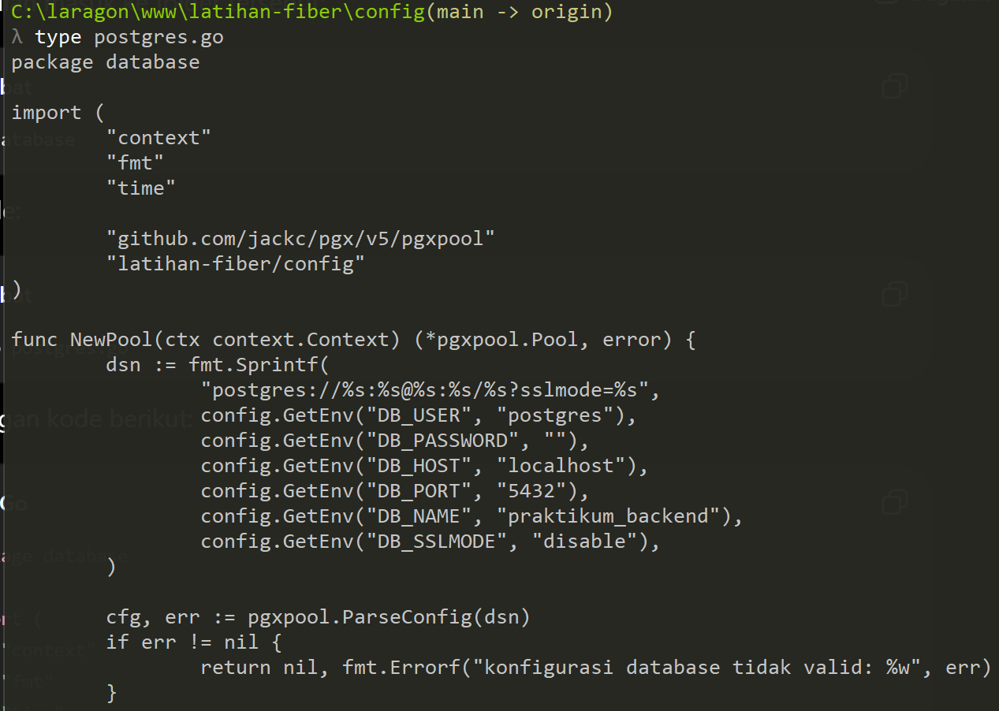 C:\laragon\www\latihan-fiber\config(main -> origin)
λ type postgres.go
package database

import (
        "context"
        "fmt"
        "time"

        "github.com/jackc/pgx/v5/pgxpool"
        "latihan-fiber/config"
)

func NewPool(ctx context.Context) (*pgxpool.Pool, error) {
        dsn := fmt.Sprintf(
                "postgres://%s:%s@%s:%s/%s?sslmode=%s",
                config.GetEnv("DB_USER", "postgres"),
                config.GetEnv("DB_PASSWORD", ""),
                config.GetEnv("DB_HOST", "localhost"),
                config.GetEnv("DB_PORT", "5432"),
                config.GetEnv("DB_NAME", "praktikum_backend"),
                config.GetEnv("DB_SSLMODE", "disable"),
        )

        cfg, err := pgxpool.ParseConfig(dsn)
        if err != nil {
                return nil, fmt.Errorf("konfigurasi database tidak valid: %w", err)
        }